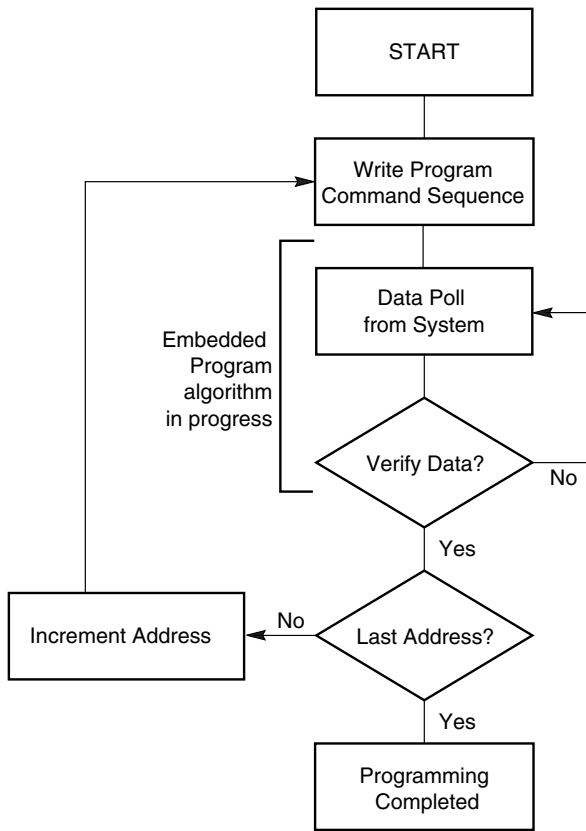 START
Write Program
Command Sequence
Data Poll
from System
Embedded
Program
algorithm
in progress
Verify Data?
No
Yes
Increment Address
No
Last Address?
Yes
Programming
Completed